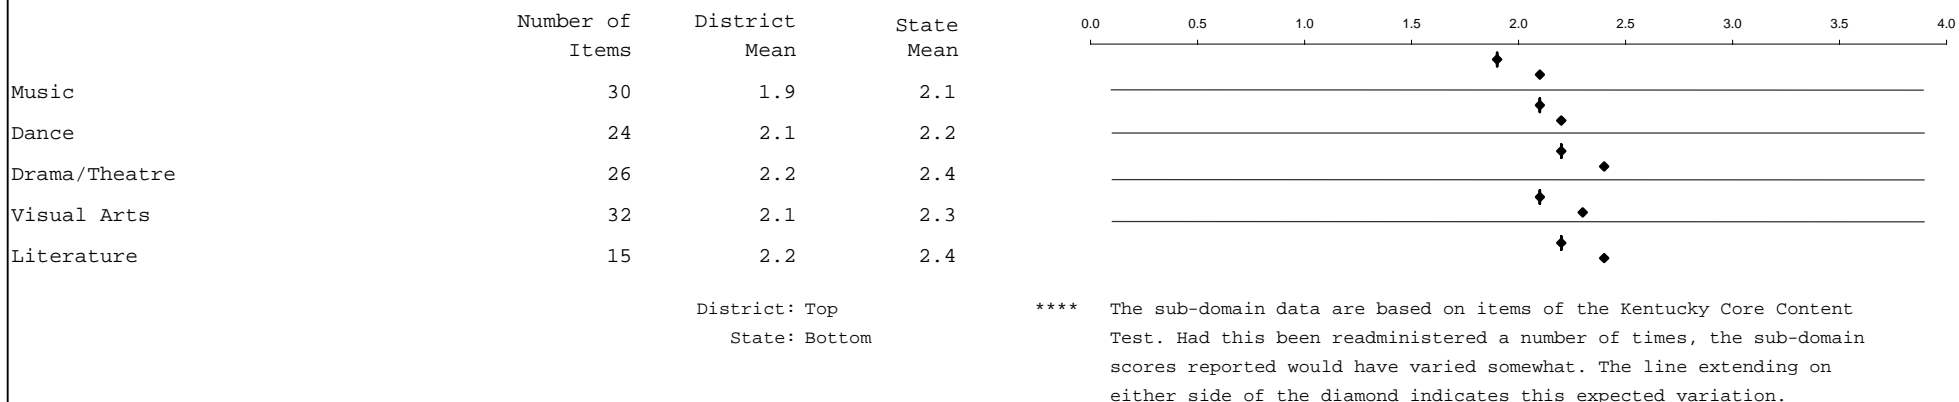 Number of District State 0.0 0.5 1.0 1.5 2.0 2.5 3.0 3.5 4.0
Items Mean Mean
Music 30 1.9 2.1
Dance 24 2.1 2.2
Drama/Theatre 26 2.2 2.4
Visual Arts 32 2.1 2.3
Literature 15 2.2 2.4
District: Top **** The sub-domain data are based on items of the Kentucky Core Content
State: Bottom Test. Had this been readministered a number of times, the sub-domain
scores reported would have varied somewhat. The line extending on
either side of the diamond indicates this expected variation.